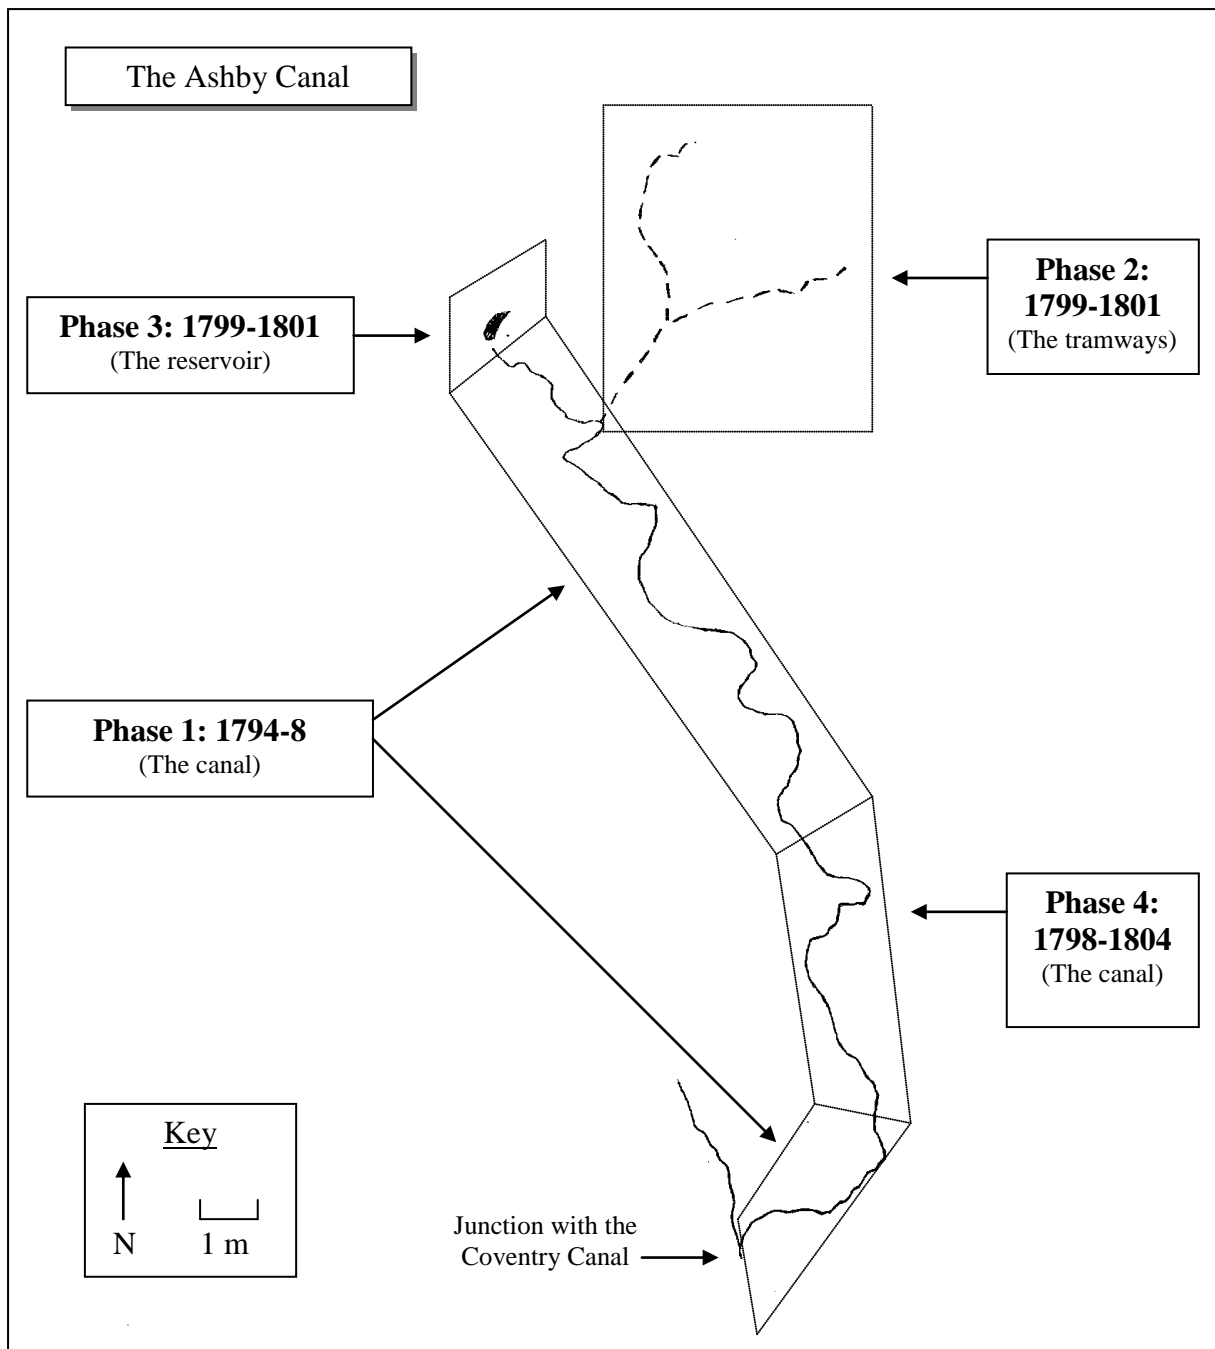 The Ashby Canal
Phase 2:
1799-1801
(The tramways)
Phase 3: 1799-1801
(The reservoir)
Phase 1: 1794-8
(The canal)
Phase 4:
1798-1804
(The canal)
Key
N
1 m
Junction with the
Coventry Canal